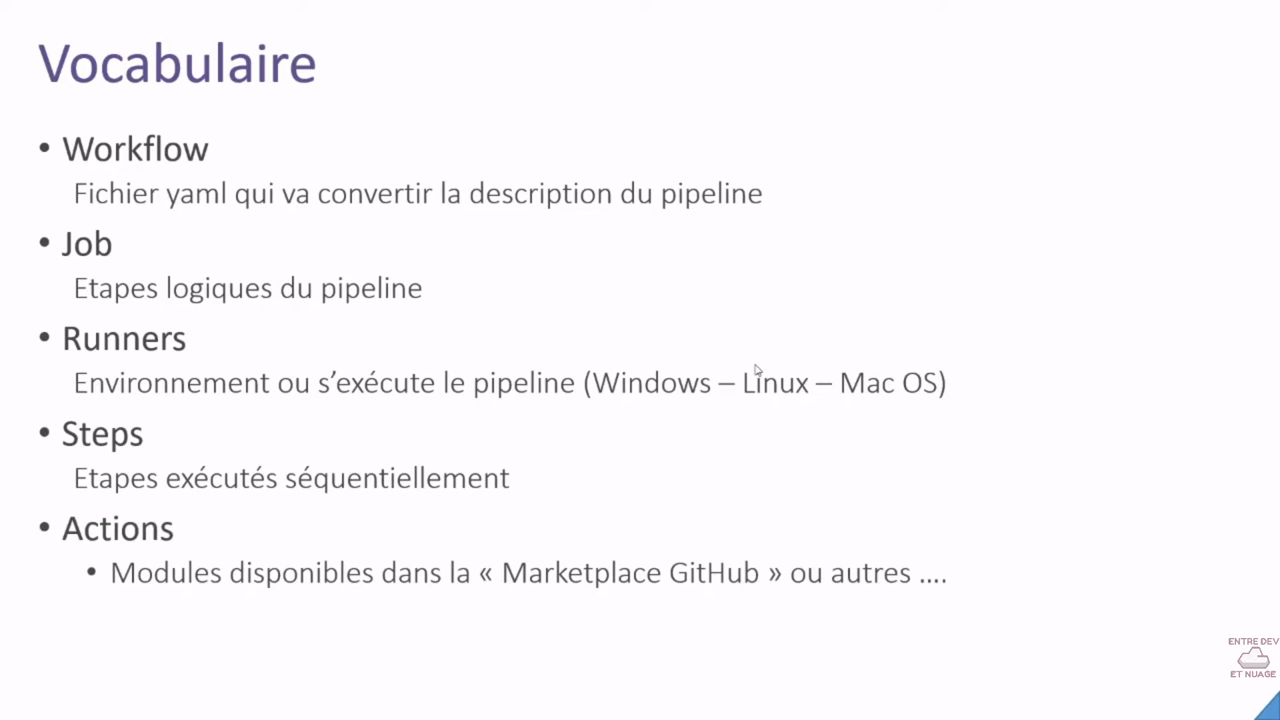 Vocabulaire
• Workflow
Fichier yaml qui va convertir la description du pipeline
• Job
Etapes logiques du pipeline
• Runners
Environnement ou s’exécute le pipeline (Windows – Linux – Mac OS)
• Steps
Etapes exécutés séquentiellement
• Actions
• Modules disponibles dans la « Marketplace GitHub » ou autres ….
ENTRE DEV
ET NUAGE